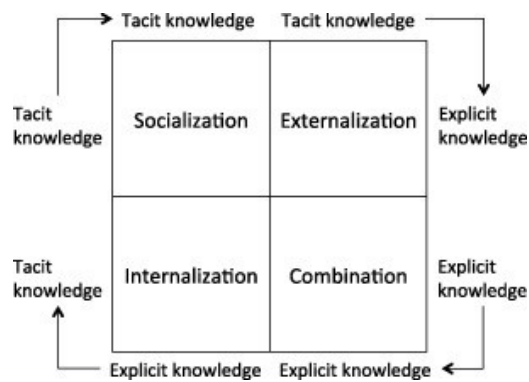 Tacit knowledge Tacit knowledge
Tacit
knowledge
Socialization
Externalization
Explicit
knowledge
Tacit
knowledge
Internalization
Combination
Explicit
knowledge
Explicit knowledge Explicit knowledge